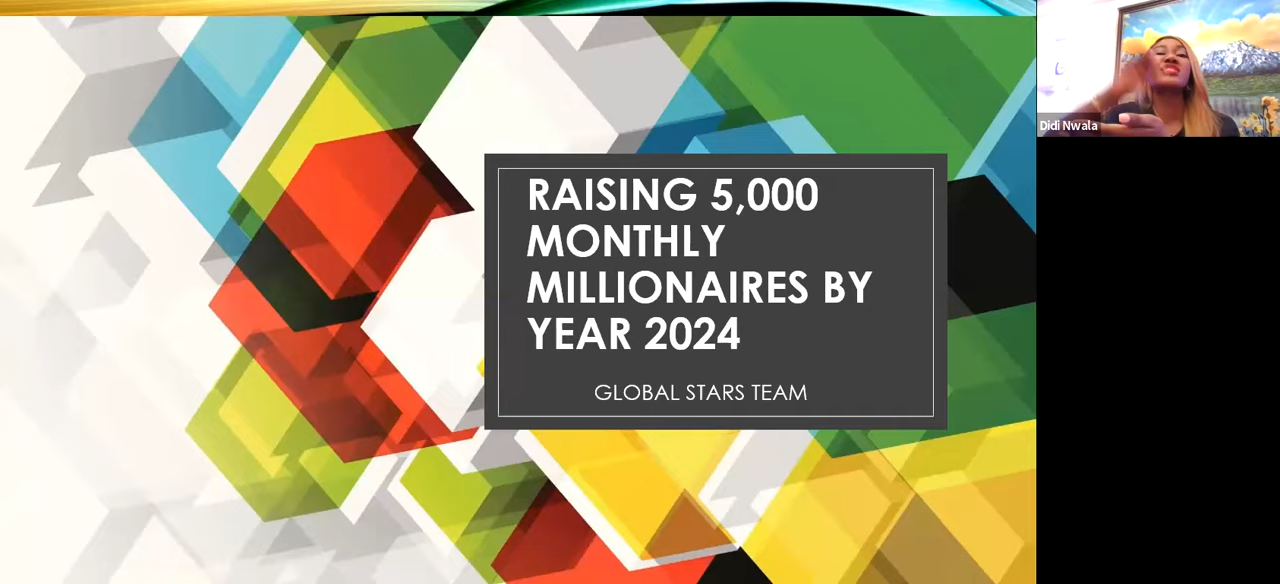 RAISING 5,000
MONTHLY
MILLIONAIRES BY
YEAR 2024
GLOBAL STARS TEAM
Didi Nwala